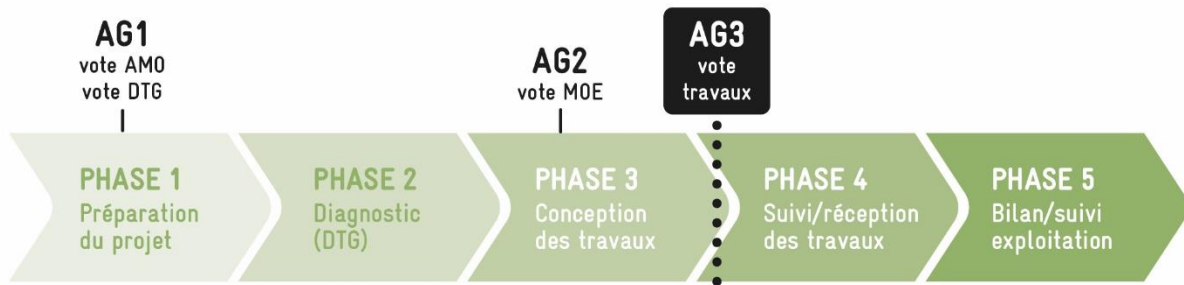 AG1
vote AMO
vote DTG
AG2
vote MOE
AG3
vote
travaux
PHASE 1
Préparation
du projet
PHASE 2
Diagnostic
(DTG)
PHASE 3
Conception
des travaux
PHASE 4
Suivi/réception
des travaux
PHASE 5
Bilan/suivi
exploitation